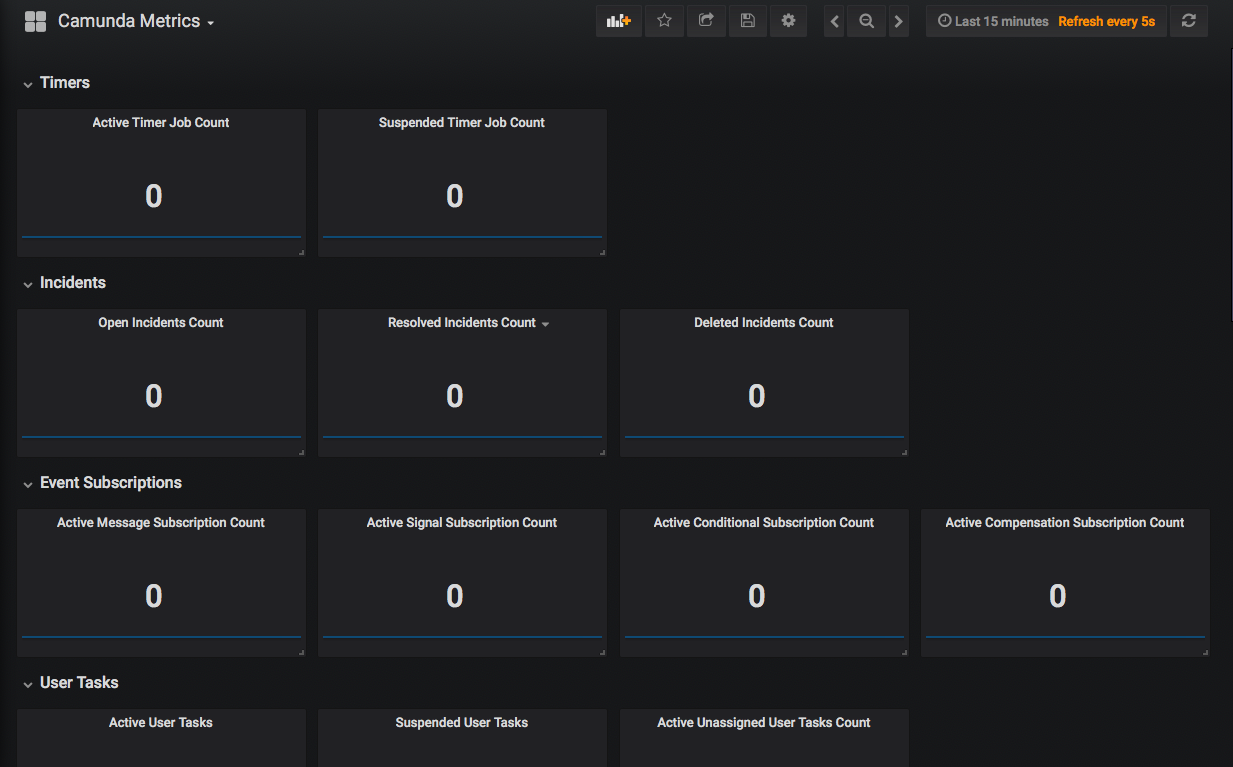 Camunda Metrics
Last 15 minutes Refresh every 5s
Timers
Active Timer Job Count
Suspended Timer Job Count
0
0
Incidents
Open Incidents Count
Resolved Incidents Count
Deleted Incidents Count
0
0
0
Event Subscriptions
Active Message Subscription Count
Active Signal Subscription Count
Active Conditional Subscription Count
Active Compensation Subscription Count
0
0
0
0
User Tasks
Active User Tasks
Suspended User Tasks
Active Unassigned User Tasks Count